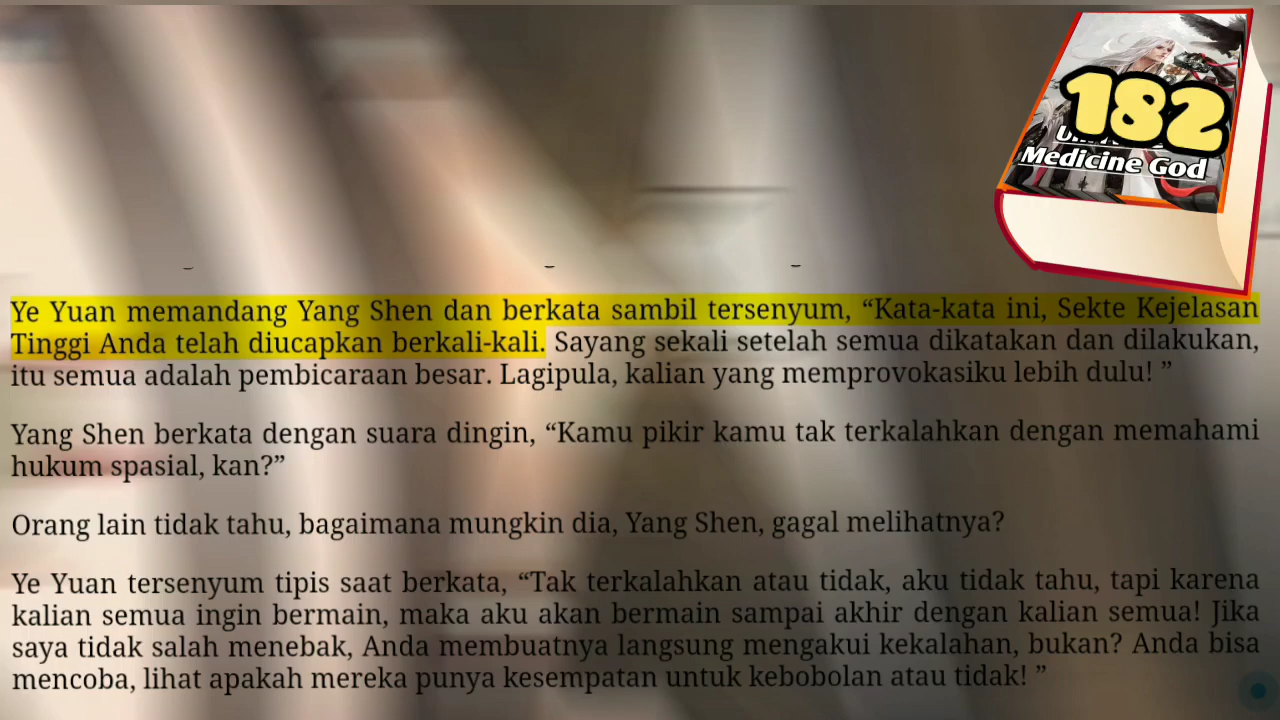 182
Medicine God
Ye Yuan memandang Yang Shen dan berkata sambil tersenyum, “Kata-kata ini, Sekte Kejelasan
Tinggi Anda telah diucapkan berkali-kali. Sayang sekali setelah semua dikatakan dan dilakukan,
itu semua adalah pembicaraan besar. Lagipula, kalian yang memprovokasiku lebih dulu! ”
Yang Shen berkata dengan suara dingin, “Kamu pikir kamu tak terkalahkan dengan memahami
hukum spasial, kan?”
Orang lain tidak tahu, bagaimana mungkin dia, Yang Shen, gagal melihatnya?
Ye Yuan tersenyum tipis saat berkata, “Tak terkalahkan atau tidak, aku tidak tahu, tapi karena
kalian semua ingin bermain, maka aku akan bermain sampai akhir dengan kalian semua! Jika
saya tidak salah menebak, Anda membuatnya langsung mengakui kekalahan, bukan? Anda bisa
mencoba, lihat apakah mereka punya kesempatan untuk kebobolan atau tidak! ”